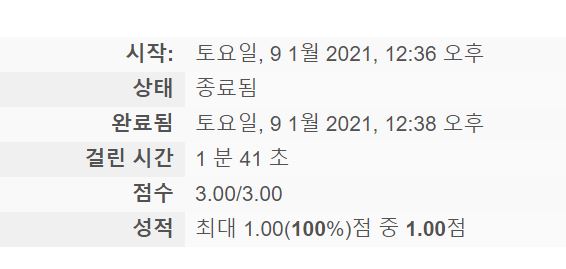 시작: 토요일, 9 1월 2021, 12:36 오후
상태 종료됨
완료됨 토요일, 9 1월 2021, 12:38 오후
걸린 시간 1 분 41 초
점수 3.00/3.00
성적 최대 1.00(100%)점 중 1.00점